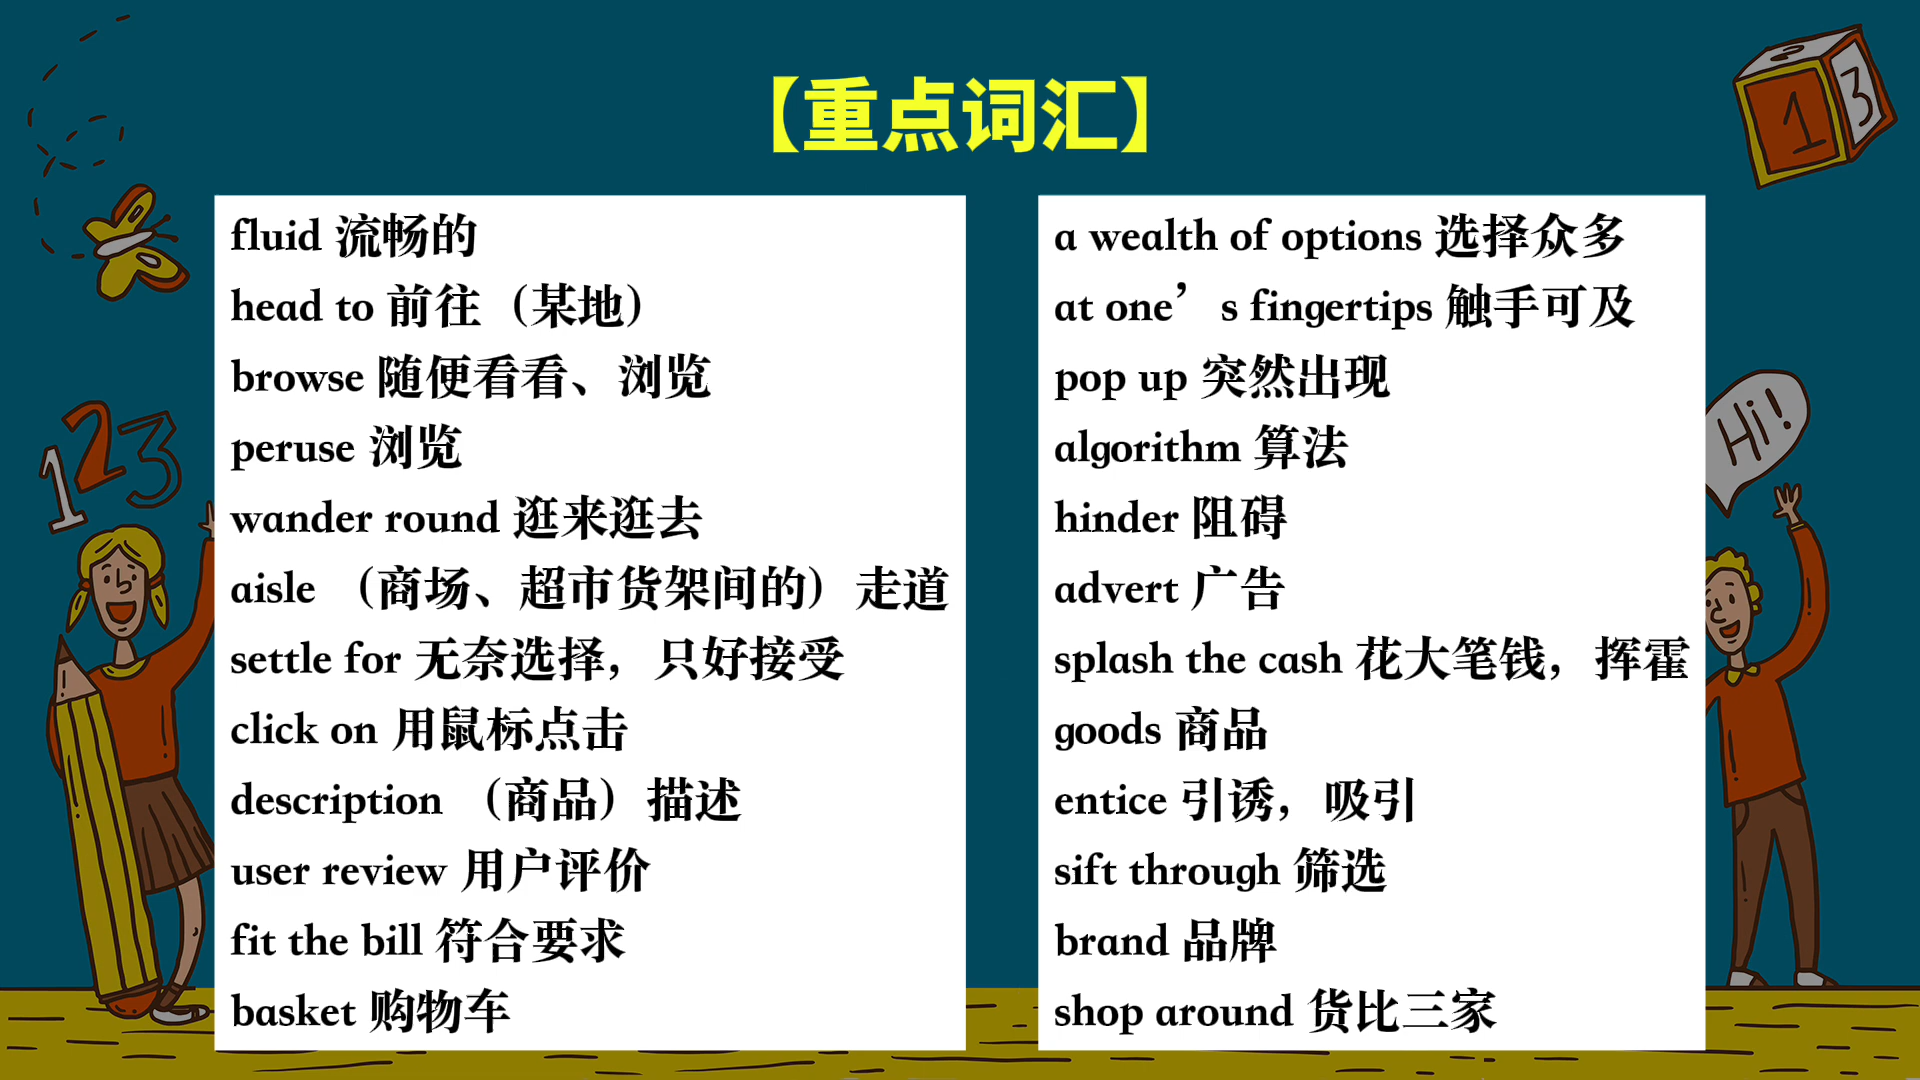 【重点词汇】
fluid 流畅的
head to 前往（某地）
browse 随便看看、浏览
peruse 浏览
wander round 逛来逛去
aisle （商场、超市货架间的）走道
settle for 无奈选择，只好接受
click on 用鼠标点击
description （商品）描述
user review 用户评价
fit the bill 符合要求
basket 购物车
a wealth of options 选择众多
at one’s fingertips 触手可及
pop up 突然出现
algorithm 算法
hinder 阻碍
advert 广告
splash the cash 花大笔钱，挥霍
goods 商品
entice 引诱，吸引
sift through 筛选
brand 品牌
shop around 货比三家
123
1
3
Hi!